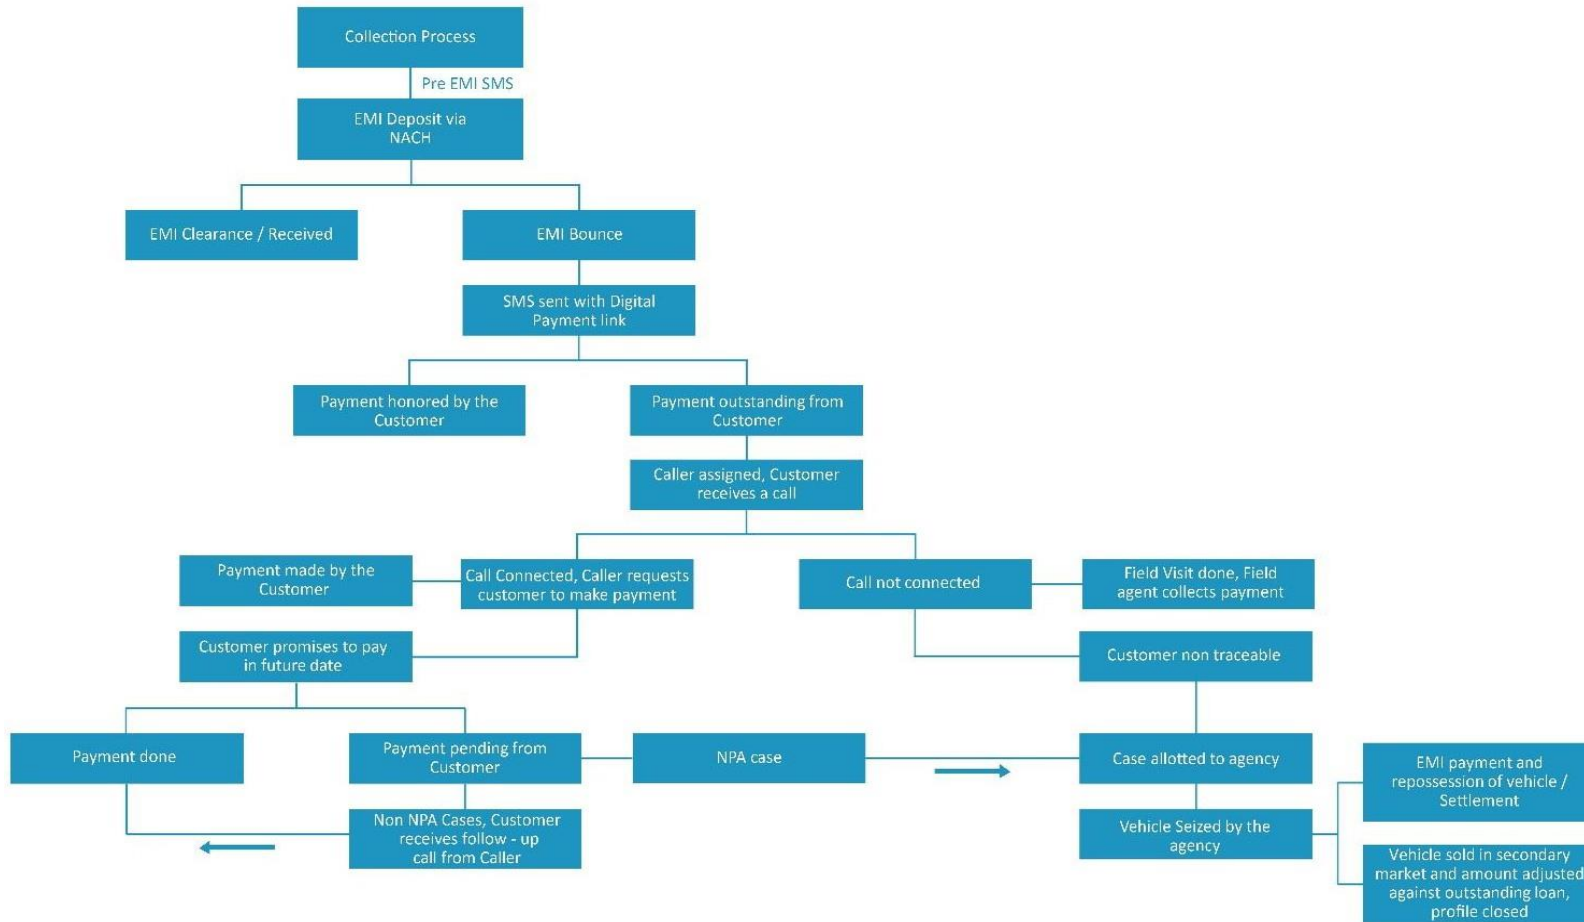 Collection Process
Pre EMI SMS
EMI Deposit via
NACH
EMI Clearance / Received
EMI Bounce
SMS sent with Digital
Payment link
Payment honored by the
Customer
Payment outstanding from
Customer
Caller assigned, Customer
receives a call
Payment made by the
Customer
Call Connected, Caller requests
customer to make payment
Call not connected
Field Visit done, Field
agent collects payment
Customer promises to pay
in future date
Customer non traceable
Payment done
Payment pending from
Customer
NPA case
Case allotted to agency
EMI payment and
repossession of vehicle /
Settlement
Non NPA Cases, Customer
receives follow - up
call from Caller
Vehicle Seized by the
agency
Vehicle sold in secondary
market and amount adjusted
against outstanding loan,
profile closed